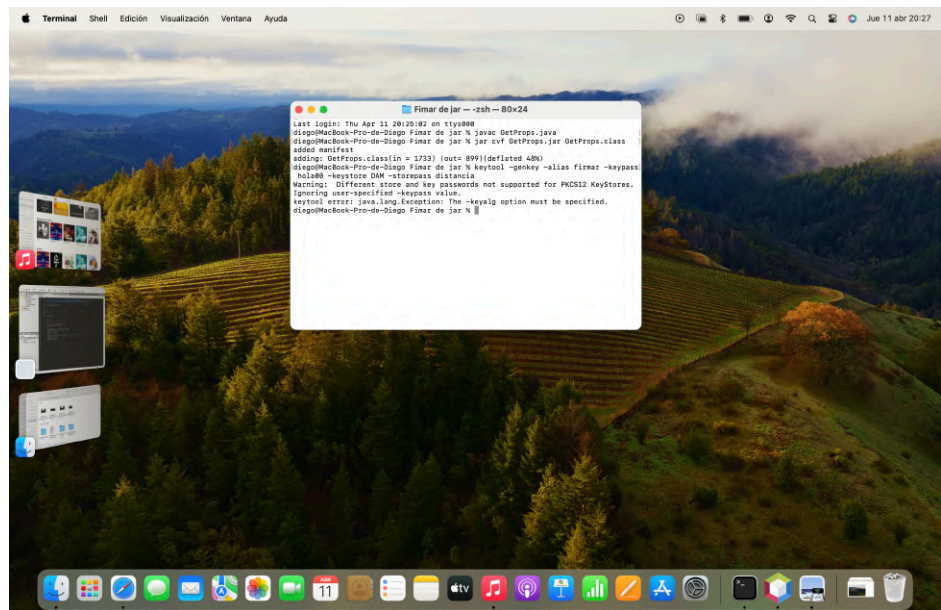 Terminal Shell Edición Visualización Ventana Ayuda
Jue 11 abr 20:27
Fimar de jar — -zsh — 80×24
Last login: Thu Apr 11 20:25:02 on ttys000
diego@MacBook-Pro-de-Diego Fimar de jar % javac GetProps.java
diego@MacBook-Pro-de-Diego Fimar de jar % jar cvf GetProps.jar GetProps.class
added manifest
adding: GetProps.class(in = 1733) (out= 899)(deflated 48%)
diego@MacBook-Pro-de-Diego Fimar de jar % keytool -genkey -alias firmar -keypass
hola00 -keystore DAM -storepass distancia
Warning:  Different store and key passwords not supported for PKCS12 KeyStores.
Ignoring user-specified -keypass value.
keytool error: java.lang.Exception: The -keyalg option must be specified.
diego@MacBook-Pro-de-Diego Fimar de jar %
ABR
11
tv